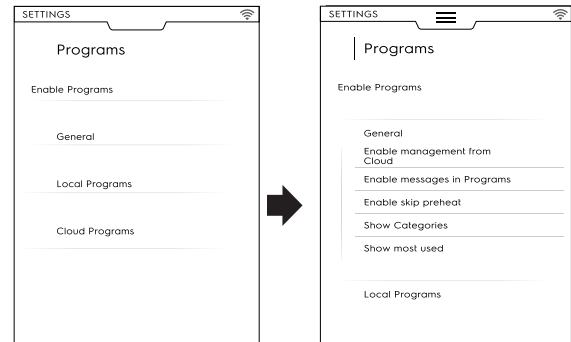 SETTINGS
Programs
Enable Programs
General
Local Programs
Cloud Programs
SETTINGS
Programs
Enable Programs
General
Enable management from
Cloud
Enable messages in Programs
Enable skip preheat
Show Categories
Show most used
Local Programs